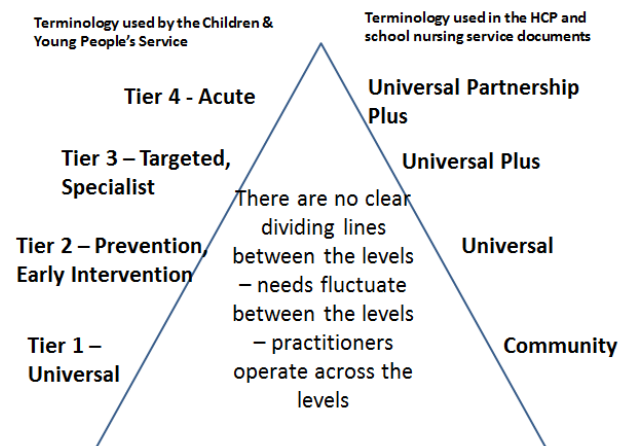 Terminology used by the Children &
Young People's Service
Terminology used in the HCP and
school nursing service documents
Tier 4 - Acute
Universal Partnership
Plus
Tier 3 – Targeted,
Specialist
Universal Plus
There are no clear
dividing lines
between the levels
– needs fluctuate
between the levels
– practitioners
operate across the
levels
Tier 2 – Prevention,
Early Intervention
Universal
Tier 1 –
Universal
Community